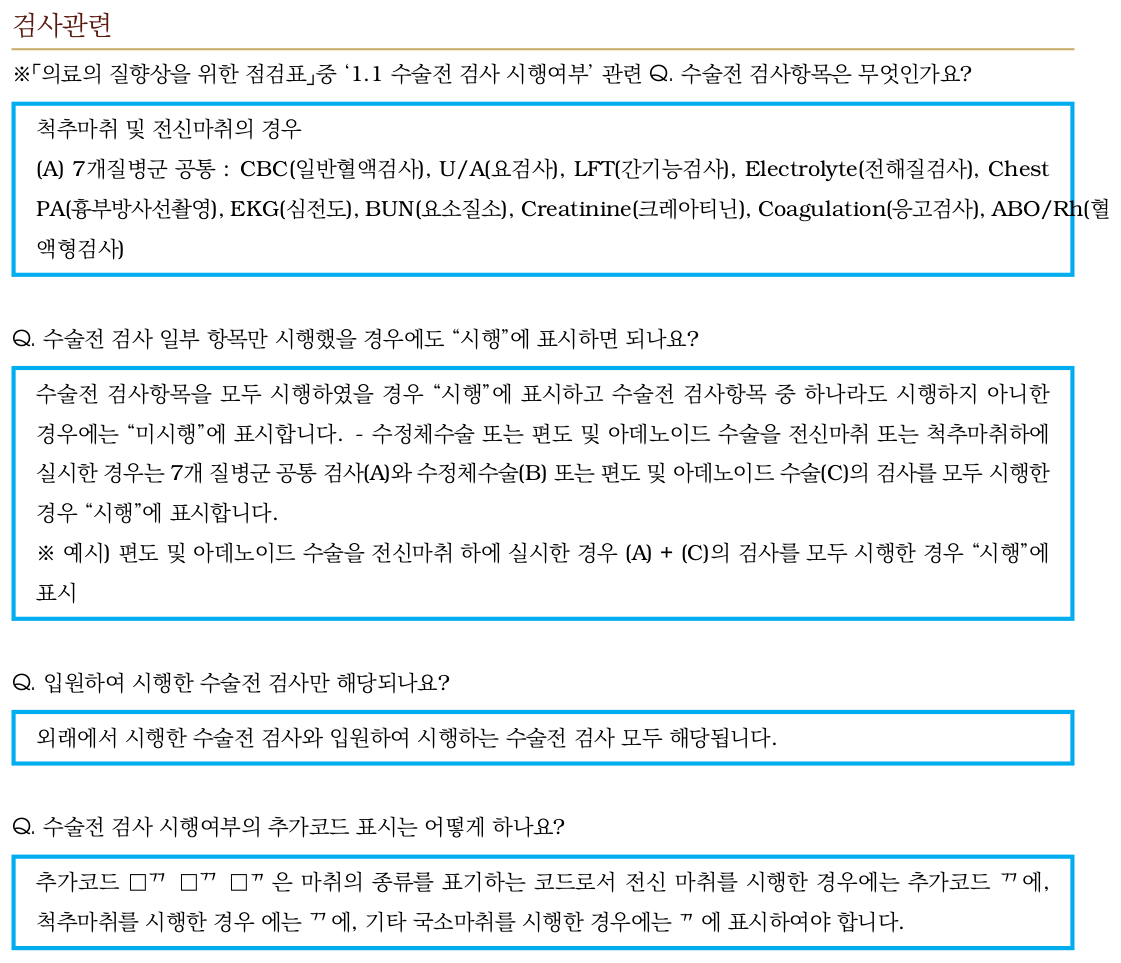 검사관련
※「의료의 질향상을 위한 점검표」중 ‘1.1 수술전 검사 시행여부’ 관련 Q. 수술전 검사항목은 무엇인가요?
척추마취 및 전신마취의 경우
(A) 7개질병군 공통 : CBC(일반혈액검사), U/A(요검사), LFT(간기능검사), Electrolyte(전해질검사), Chest
PA(흉부방사선촬영), EKG(심전도), BUN(요소질소), Creatinine(크레아티닌), Coagulation(응고검사), ABO/Rh(혈
액형검사)
Q. 수술전 검사 일부 항목만 시행했을 경우에도 “시행”에 표시하면 되나요?
수술전 검사항목을 모두 시행하였을 경우 “시행”에 표시하고 수술전 검사항목 중 하나라도 시행하지 아니한
경우에는 “미시행”에 표시합니다. - 수정체수술 또는 편도 및 아데노이드 수술을 전신마취 또는 척추마취하에
실시한 경우는 7개 질병군 공통 검사(A)와 수정체수술(B) 또는 편도 및 아데노이드 수술(C)의 검사를 모두 시행한
경우 “시행”에 표시합니다.
※ 예시) 편도 및 아데노이드 수술을 전신마취 하에 실시한 경우 (A) + (C)의 검사를 모두 시행한 경우 “시행”에
표시
Q. 입원하여 시행한 수술전 검사만 해당되나요?
외래에서 시행한 수술전 검사와 입원하여 시행하는 수술전 검사 모두 해당됩니다.
Q. 수술전 검사 시행여부의 추가코드 표시는 어떻게 하나요?
추가코드 □ □ □ 은 마취의 종류를 표기하는 코드로서 전신 마취를 시행한 경우에는 추가코드 에,
척추마취를 시행한 경우 에는 에, 기타 국소마취를 시행한 경우에는 에 표시하여야 합니다.